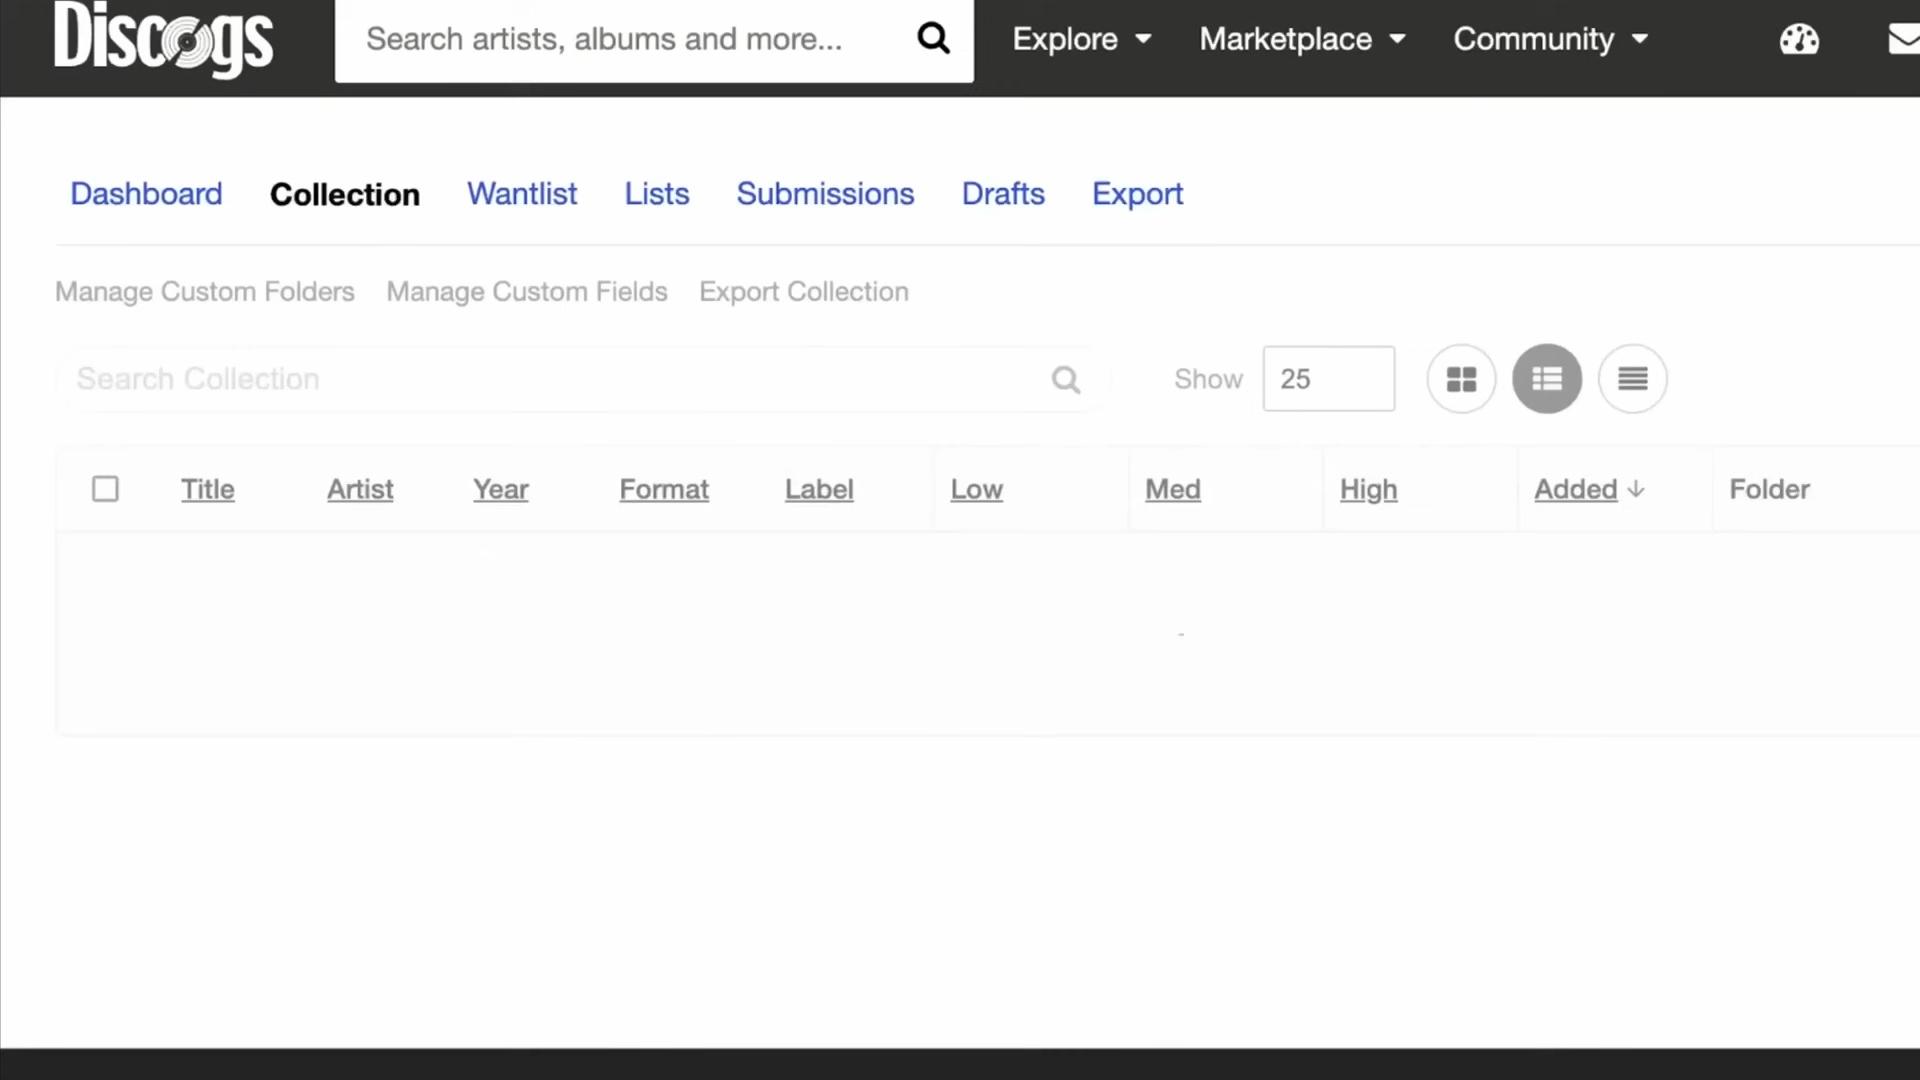 Discogs Search artists, albums and more... Explore Marketplace Community
Dashboard Collection Wantlist Lists Submissions Drafts Export
Manage Custom Folders Manage Custom Fields Export Collection
Search Collection Show 25
Title Artist Year Format Label Low Med High Added Folder